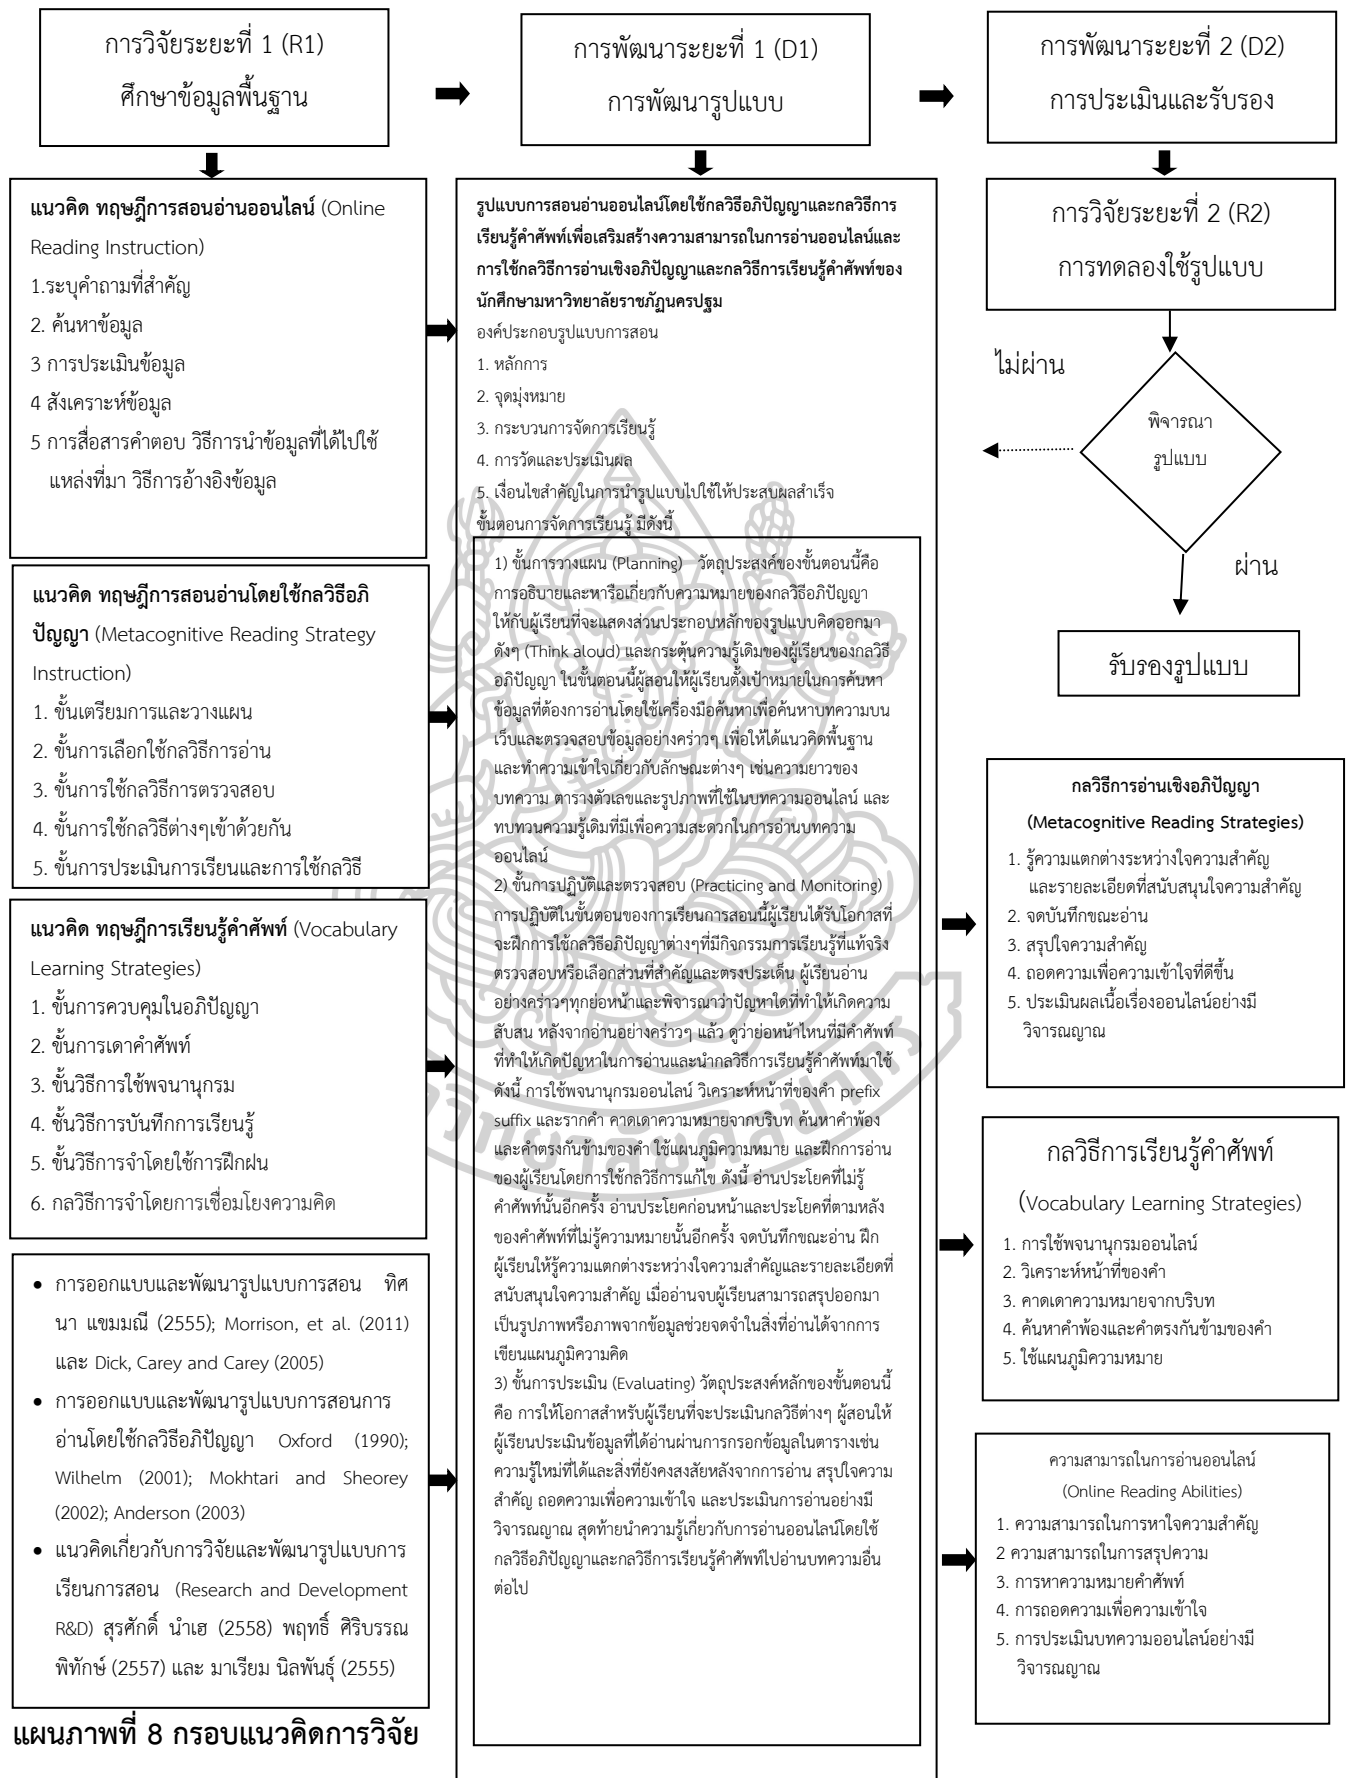 การวิจัยระยะที่ 1 (R1)
ศึกษาข้อมูลพื้นฐาน
การพัฒนาระยะที่ 1 (D1)
การพัฒนารูปแบบ
การพัฒนาระยะที่ 2 (D2)
การประเมินและรับรอง
แนวคิด ทฤษฎีการสอนอ่านออนไลน์ (Online
Reading Instruction)
1.ระบุคำถามที่สำคัญ
2. ค้นหาข้อมูล
3 การประเมินข้อมูล
4 สังเคราะห์ข้อมูล
5 การสื่อสารคำตอบ วิธีการนำข้อมูลที่ได้ไปใช้
แหล่งที่มา วิธีการอ้างอิงข้อมูล
แนวคิด ทฤษฎีการสอนอ่านโดยใช้กลวิธีอภิ
ปัญญา (Metacognitive Reading Strategy
Instruction)
1. ขั้นเตรียมการและวางแผน
2. ขั้นการเลือกใช้กลวิธีการอ่าน
3. ขั้นการใช้กลวิธีการตรวจสอบ
4. ขั้นการใช้กลวิธีต่างๆเข้าด้วยกัน
5. ขั้นการประเมินการเรียนและการใช้กลวิธี
แนวคิด ทฤษฎีการเรียนรู้คำศัพท์ (Vocabulary
Learning Strategies)
1. ขั้นการควบคุมในอภิปัญญา
2. ขั้นการเดาคำศัพท์
3. ขั้นวิธีการใช้พจนานุกรม
4. ขั้นวิธีการบันทึกการเรียนรู้
5. ขั้นวิธีการจำโดยใช้การฝึกฝน
6. กลวิธีการจำโดยการเชื่อมโยงความคิด
• การออกแบบและพัฒนารูปแบบการสอน ทิศ
นา แขมมณี (2555); Morrison, et al. (2011)
และ Dick, Carey and Carey (2005)
• การออกแบบและพัฒนารูปแบบการสอนการ
อ่านโดยใช้กลวิธีอภิปัญญา Oxford (1990);
Wilhelm (2001); Mokhtari and Sheorey
(2002); Anderson (2003)
• แนวคิดเกี่ยวกับการวิจัยและพัฒนารูปแบบการ
เรียนการสอน (Research and Development
R&D) สุรศักดิ์ นำเฮ (2558) พฤทธิ์ ศิริบรรณ
พิทักษ์ (2557) และ มาเรียม นิลพันธุ์ (2555)
แผนภาพที่ 8 กรอบแนวคิดการวิจัย
รูปแบบการสอนอ่านออนไลน์โดยใช้กลวิธีอภิปัญญาและกลวิธีการ
เรียนรู้คำศัพท์เพื่อเสริมสร้างความสามารถในการอ่านออนไลน์และ
การใช้กลวิธีการอ่านเชิงอภิปัญญาและกลวิธีการเรียนรู้คำศัพท์ของ
นักศึกษามหาวิทยาลัยราชภัฏนครปฐม
องค์ประกอบรูปแบบการสอน
1. หลักการ
2. จุดมุ่งหมาย
3. กระบวนการจัดการเรียนรู้
4. การวัดและประเมินผล
5. เงื่อนไขสำคัญในการนำรูปแบบไปใช้ให้ประสบผลสำเร็จ
ขั้นตอนการจัดการเรียนรู้ มีดังนี้
1) ขั้นการวางแผน (Planning) วัตถุประสงค์ของขั้นตอนนี้คือ
การอธิบายและหารือเกี่ยวกับความหมายของกลวิธีอภิปัญญา
ให้กับผู้เรียนที่จะแสดงส่วนประกอบหลักของรูปแบบคิดออกมา
ดังๆ (Think aloud) และกระตุ้นความรู้เดิมของผู้เรียนของกลวิธี
อภิปัญญา ในขั้นตอนนี้ผู้สอนให้ผู้เรียนตั้งเป้าหมายในการค้นหา
ข้อมูลที่ต้องการอ่านโดยใช้เครื่องมือค้นหาเพื่อค้นหาบทความบน
เว็บและตรวจสอบข้อมูลอย่างคร่าวๆ เพื่อให้ได้แนวคิดพื้นฐาน
และทำความเข้าใจเกี่ยวกับลักษณะต่างๆ เช่นความยาวของ
บทความ ตารางตัวเลขและรูปภาพที่ใช้ในบทความออนไลน์ และ
ทบทวนความรู้เดิมที่มีเพื่อความสะดวกในการอ่านบทความ
ออนไลน์
2) ขั้นการปฏิบัติและตรวจสอบ (Practicing and Monitoring)
การปฏิบัติในขั้นตอนของการเรียนการสอนนี้ผู้เรียนได้รับโอกาสที่
จะฝึกการใช้กลวิธีอภิปัญญาต่างๆที่มีกิจกรรมการเรียนรู้ที่แท้จริง
ตรวจสอบหรือเลือกส่วนที่สำคัญและตรงประเด็น ผู้เรียนอ่าน
อย่างคร่าวๆทุกย่อหน้าและพิจารณาว่าปัญหาใดที่ทำให้เกิดความ
สับสน หลังจากอ่านอย่างคร่าวๆ แล้ว ดูว่าย่อหน้าไหนที่มีคำศัพท์
ที่ทำให้เกิดปัญหาในการอ่านและนำกลวิธีการเรียนรู้คำศัพท์มาใช้
ดังนี้ การใช้พจนานุกรมออนไลน์ วิเคราะห์หน้าที่ของคำ prefix
suffix และรากคำ คาดเดาความหมายจากบริบท ค้นหาคำพ้อง
และคำตรงกันข้ามของคำ ใช้แผนภูมิความหมาย และฝึกการอ่าน
ของผู้เรียนโดยการใช้กลวิธีการแก้ไข ดังนี้ อ่านประโยคที่ไม่รู้
คำศัพท์นั้นอีกครั้ง อ่านประโยคก่อนหน้าและประโยคที่ตามหลัง
ของคำศัพท์ที่ไม่รู้ความหมายนั้นอีกครั้ง จดบันทึกขณะอ่าน ฝึก
ผู้เรียนให้รู้ความแตกต่างระหว่างใจความสำคัญและรายละเอียดที่
สนับสนุนใจความสำคัญ เมื่ออ่านจบผู้เรียนสามารถสรุปออกมา
เป็นรูปภาพหรือภาพจากข้อมูลช่วยจดจำในสิ่งที่อ่านได้จากการ
เขียนแผนภูมิความคิด
3) ขั้นการประเมิน (Evaluating) วัตถุประสงค์หลักของขั้นตอนนี้
คือ การให้โอกาสสำหรับผู้เรียนที่จะประเมินกลวิธีต่างๆ ผู้สอนให้
ผู้เรียนประเมินข้อมูลที่ได้อ่านผ่านการกรอกข้อมูลในตารางเช่น
ความรู้ใหม่ที่ได้และสิ่งที่ยังคงสงสัยหลังจากการอ่าน สรุปใจความ
สำคัญ ถอดความเพื่อความเข้าใจ และประเมินการอ่านอย่างมี
วิจารณญาณ สุดท้ายนำความรู้เกี่ยวกับการอ่านออนไลน์โดยใช้
กลวิธีอภิปัญญาและกลวิธีการเรียนรู้คำศัพท์ไปอ่านบทความอื่น
ต่อไป
การวิจัยระยะที่ 2 (R2)
การทดลองใช้รูปแบบ
ไม่ผ่าน
พิจารณา
รูปแบบ
ผ่าน
รับรองรูปแบบ
กลวิธีการอ่านเชิงอภิปัญญา
(Metacognitive Reading Strategies)
1. รู้ความแตกต่างระหว่างใจความสำคัญ
และรายละเอียดที่สนับสนุนใจความสำคัญ
2. จดบันทึกขณะอ่าน
3. สรุปใจความสำคัญ
4. ถอดความเพื่อความเข้าใจที่ดีขึ้น
5. ประเมินผลเนื้อเรื่องออนไลน์อย่างมี
วิจารณญาณ
กลวิธีการเรียนรู้คำศัพท์
(Vocabulary Learning Strategies)
1. การใช้พจนานุกรมออนไลน์
2. วิเคราะห์หน้าที่ของคำ
3. คาดเดาความหมายจากบริบท
4. ค้นหาคำพ้องและคำตรงกันข้ามของคำ
5. ใช้แผนภูมิความหมาย
ความสามารถในการอ่านออนไลน์
(Online Reading Abilities)
1. ความสามารถในการหาใจความสำคัญ
2 ความสามารถในการสรุปความ
3. การหาความหมายคำศัพท์
4. การถอดความเพื่อความเข้าใจ
5. การประเมินบทความออนไลน์อย่างมี
วิจารณญาณ